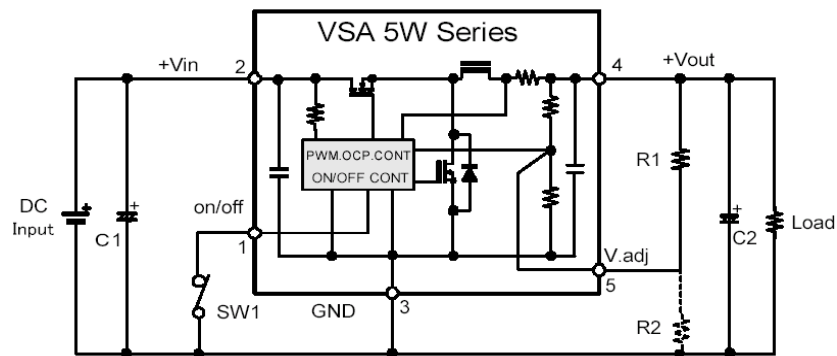 VSA 5W Series
+Vin
2
4
+Vout
PWM.OCP.CONT
ON/OFF CONT
R1
DC
Input
+
C1
+
on/off
1
C2
+
Load
V.adj
5
SW1
GND
3
R2